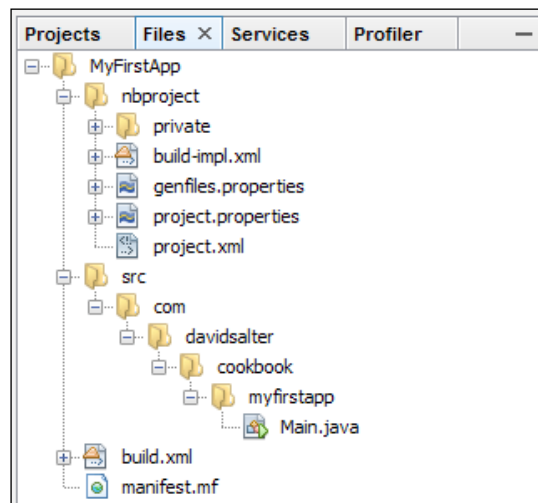 Projects Files Services Profiler
MyFirstApp
nbproject
private
build-impl.xml
genfiles.properties
project.properties
project.xml
src
com
davidsalter
cookbook
myfirstapp
Main.java
build.xml
manifest.mf